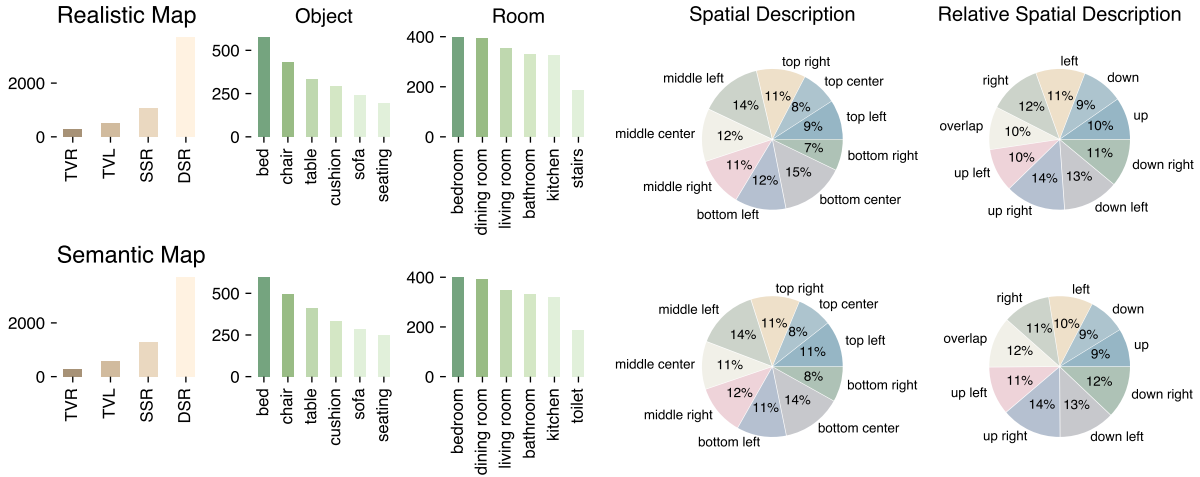 Realistic Map
Object
Room
Spatial Description
Relative Spatial Description
2000
0
TVR
TVL
SSR
DSR
500
250
0
bed
chair
table
cushion
sofa
seating
400
200
0
bedroom
dining room
living room
bathroom
kitchen
stairs
top right
top center
top left
bottom right
bottom center
bottom left
middle right
middle center
middle left
11%
8%
9%
7%
15%
12%
11%
12%
14%
left
down
up
down right
down left
up right
up left
overlap
right
11%
9%
10%
11%
13%
14%
10%
10%
12%
Semantic Map
2000
0
TVR
TVL
SSR
DSR
500
250
0
bed
chair
table
cushion
sofa
seating
400
200
0
bedroom
dining room
living room
bathroom
kitchen
toilet
top right
top center
top left
bottom right
bottom center
bottom left
middle right
middle center
middle left
11%
8%
11%
8%
14%
11%
12%
11%
14%
left
down
up
down right
down left
up right
up left
overlap
right
10%
9%
9%
12%
13%
14%
11%
12%
11%